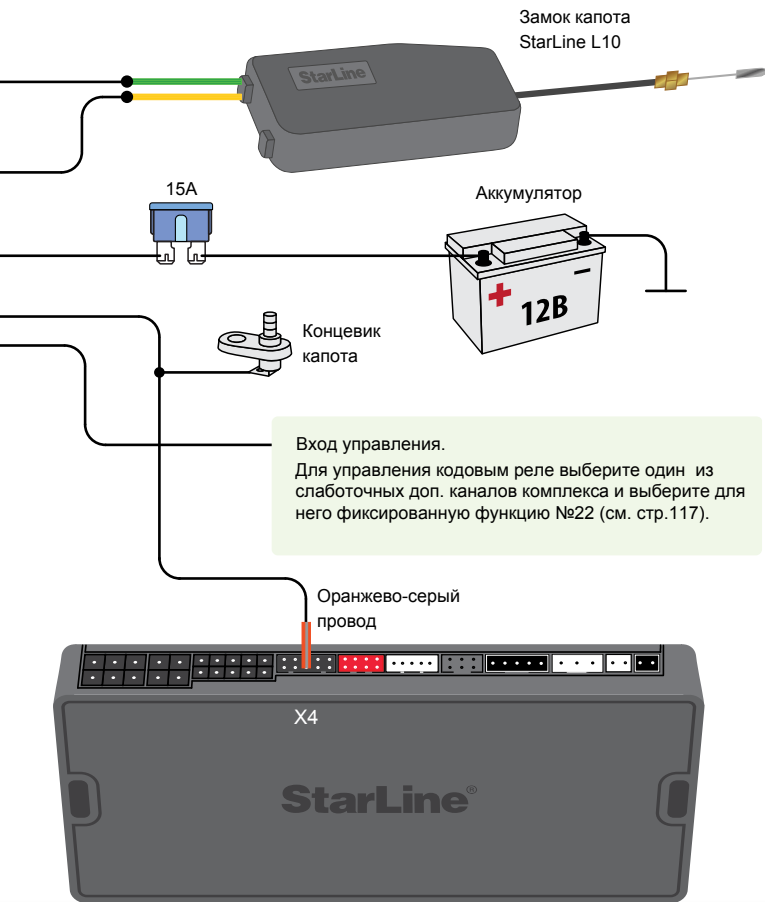 Замок капота
StarLine L10
StarLine
15А
Аккумулятор
12В
Концевик
капота
Вход управления.
Для управления кодовым реле выберите один из
слаботочных доп. каналов комплекса и выберите для
него фиксированную функцию №22 (см. стр.117).
Оранжево-серый
провод
X4
StarLine®